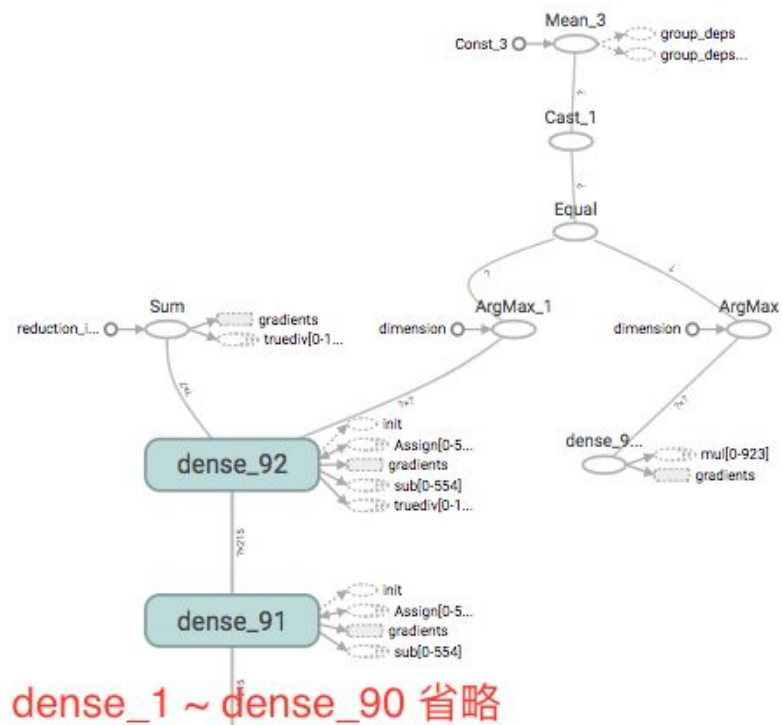 Mean_3
Const_3
group_deps
group_deps...
Cast_1
Equal
Sum
reduction_i...
gradients
truediv[0-1...
ArgMax_1
dimension
ArgMax
dimension
?×?
?×?
?×?
dense_92
init
Assign[0-5...
gradients
sub[0-554]
truediv[0-1...
dense_9...
mul[0-923]
gradients
?×215
dense_91
init
Assign[0-5...
gradients
sub[0-554]
dense_1 ~ dense_90 省略